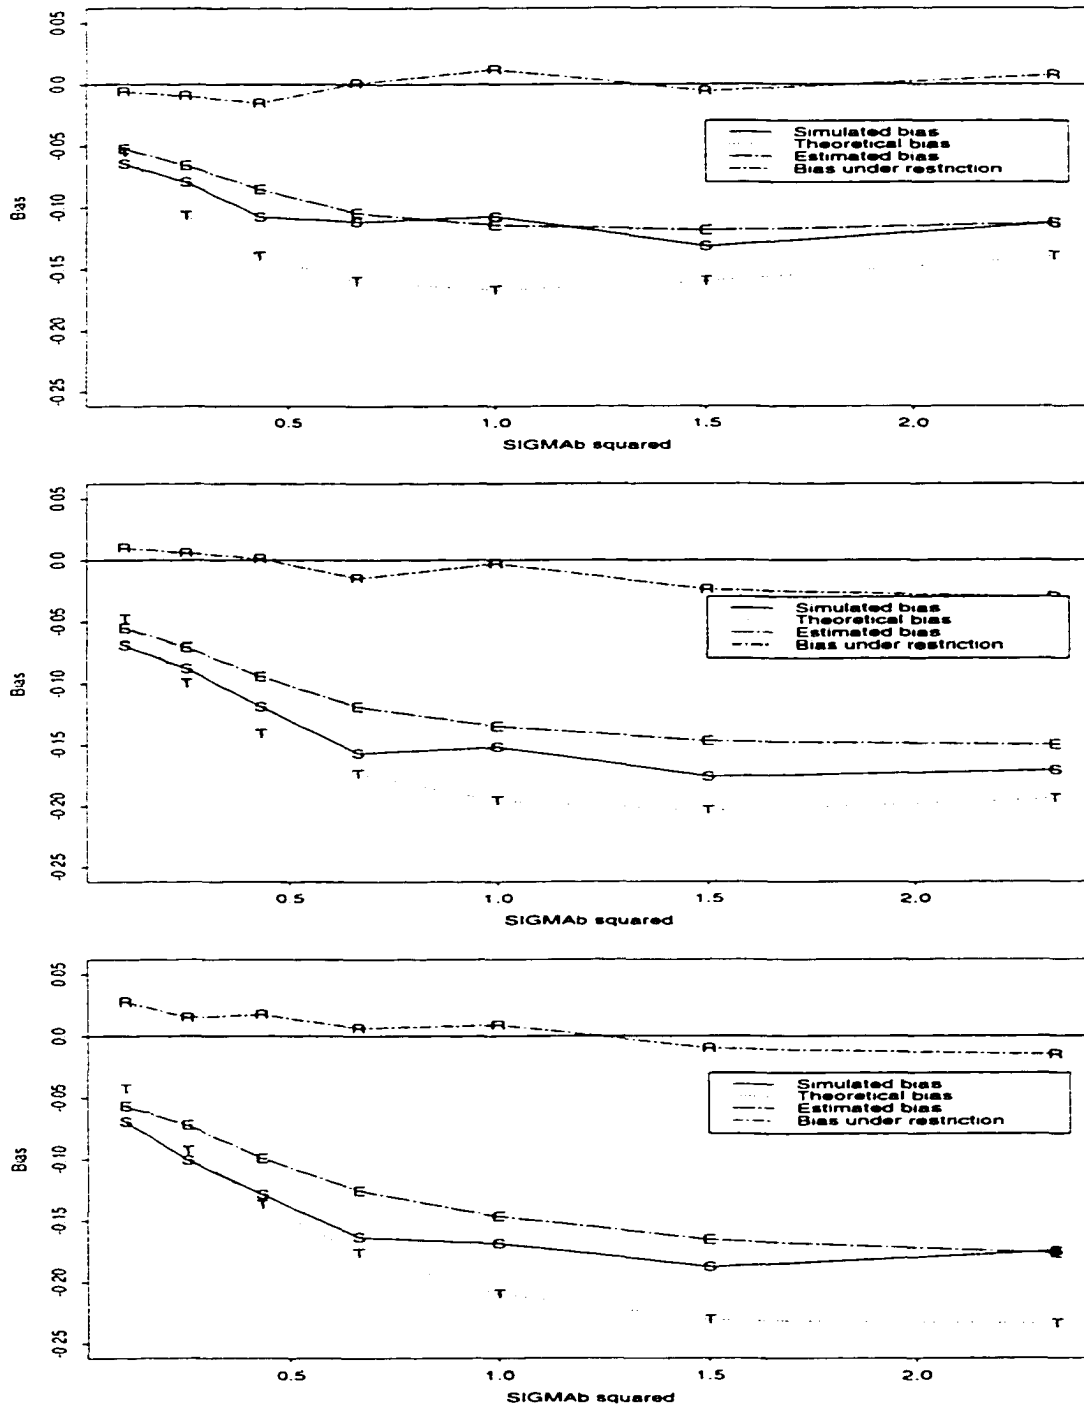 0.05
0.0
-0.05
-0.10
-0.15
-0.20
-0.25
Bias
Simulated bias
Theoretical bias
Estimated bias
Bias under restriction
R R R R R R R
E E E E E E E
S S S S S S S
T T T T T T T
0.5 1.0 1.5 2.0
SIGMAb squared
0.05
0.0
-0.05
-0.10
-0.15
-0.20
-0.25
Bias
Simulated bias
Theoretical bias
Estimated bias
Bias under restriction
R R R R R R R
T T T T T T T
E E E E E E E
S S S S S S S
0.5 1.0 1.5 2.0
SIGMAb squared
0.05
0.0
-0.05
-0.10
-0.15
-0.20
-0.25
Bias
Simulated bias
Theoretical bias
Estimated bias
Bias under restriction
R R R R R R R
T T T T T T T
E E E E E E
S S S S S S
0.5 1.0 1.5 2.0
SIGMAb squared